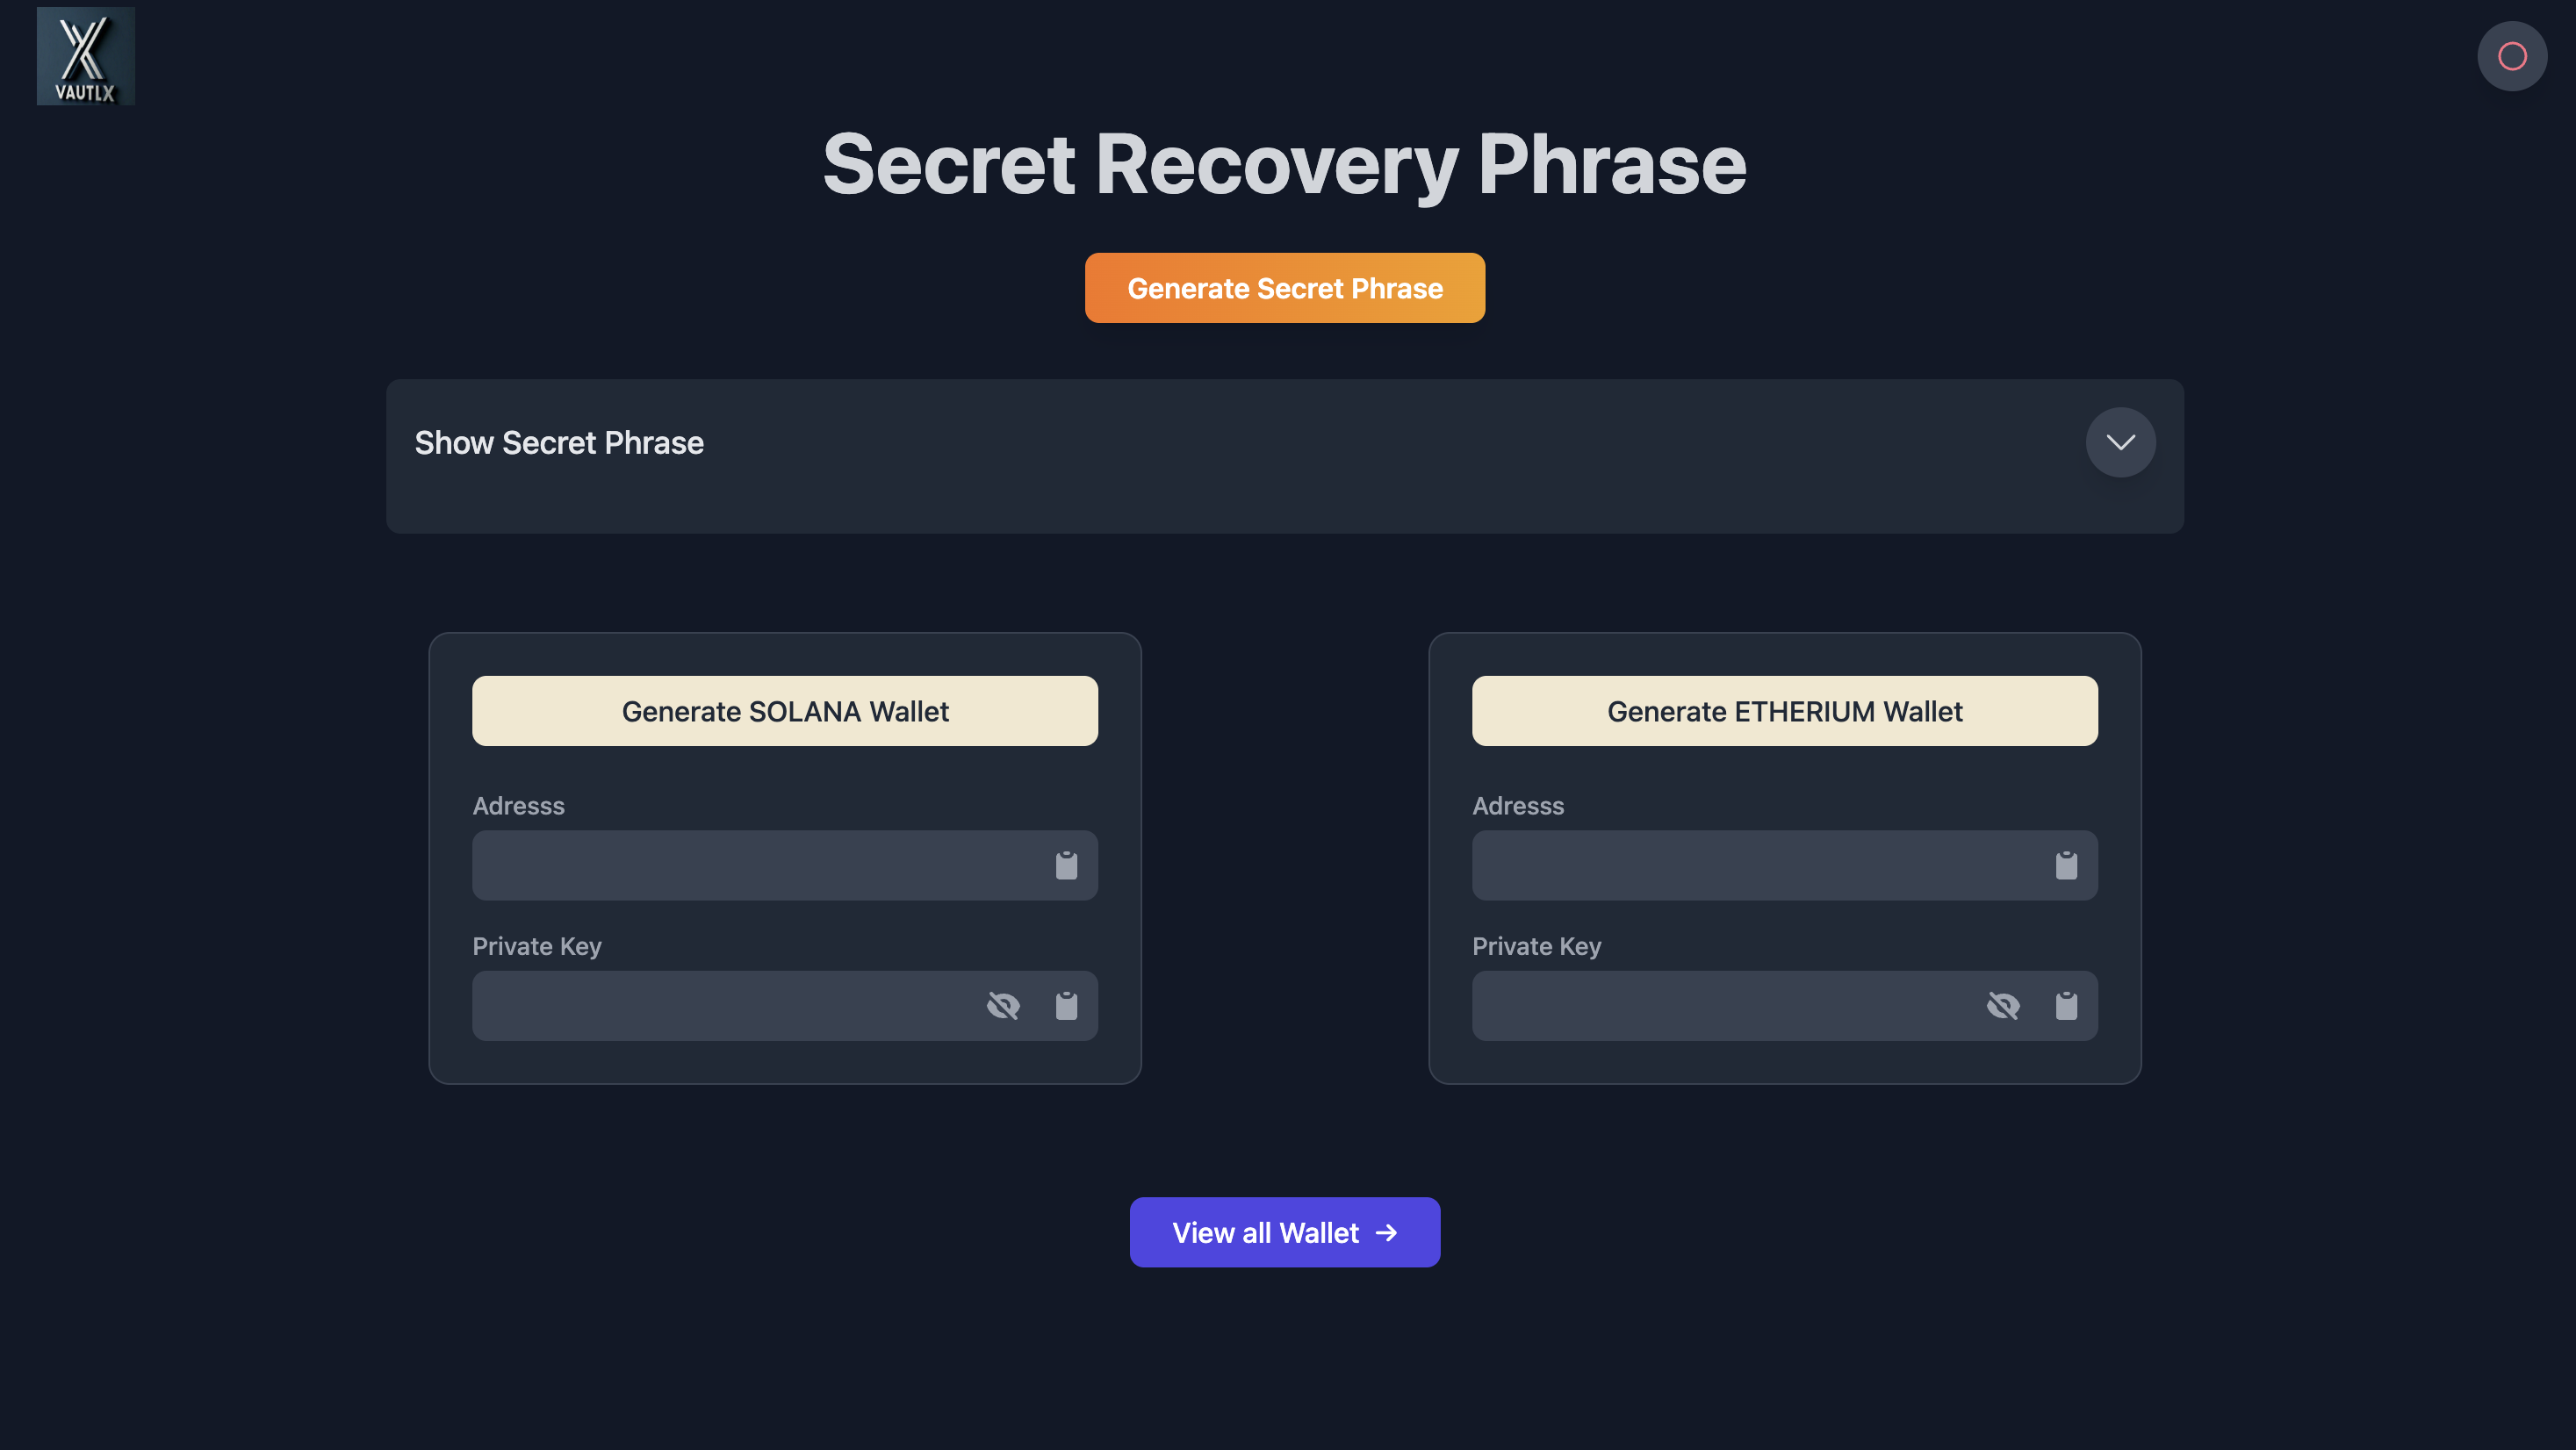 VAUTLX
Secret Recovery Phrase
Generate Secret Phrase
Show Secret Phrase
Generate SOLANA Wallet
Adresss
Private Key
Generate ETHERIUM Wallet
Adresss
Private Key
View all Wallet